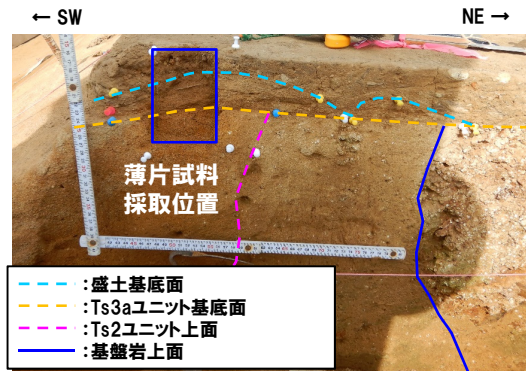 ← SW
NE →
薄片試料
採取位置
:盛土基底面
:Ts3aユニット基底面
:Ts2ユニット上面
:基盤岩上面